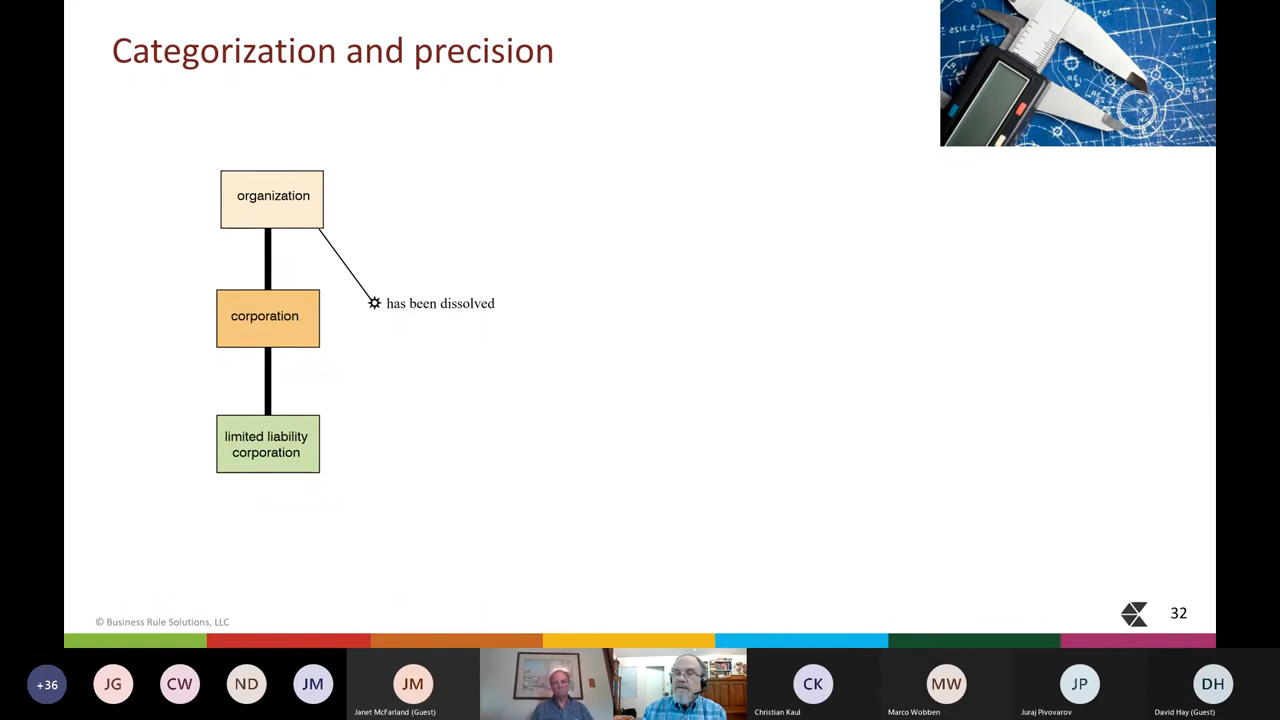 Categorization and precision
organization
has been dissolved
corporation
limited liability
corporation
© Business Rule Solutions, LLC
32
+36
JG
CW
ND
JM
JM
CK
MW
JP
DH
Janet McFarland (Guest)
Christian Kaul
Marco Wobben
Juraj Pivovarov
David Hay (Guest)